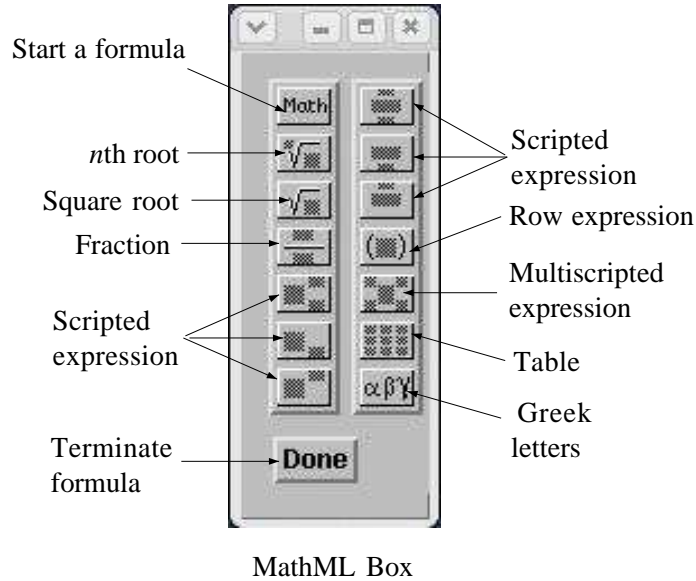 Start a formula
nth root
Square root
Fraction
Scripted
expression
Terminate
formula
Math
αβγ
Done
Scripted
expression
Row expression
Multiscripted
expression
Table
Greek
letters
MathML Box